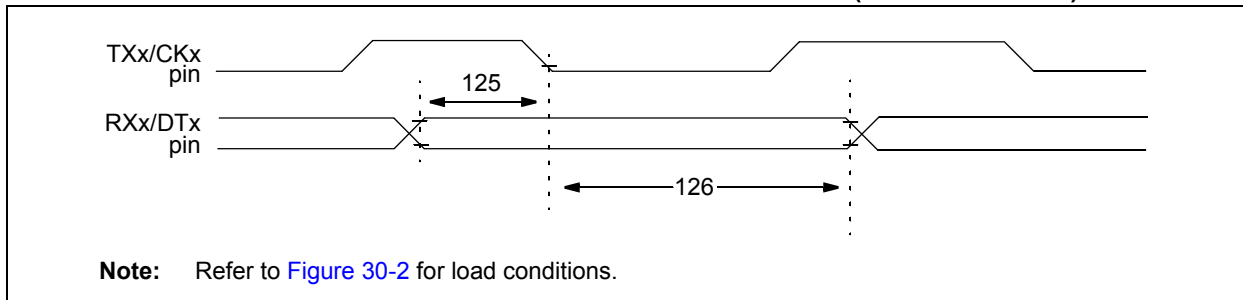 TXx/CKx
pin
125
RXx/DTx
pin
126
Note: Refer to Figure 30-2 for load conditions.